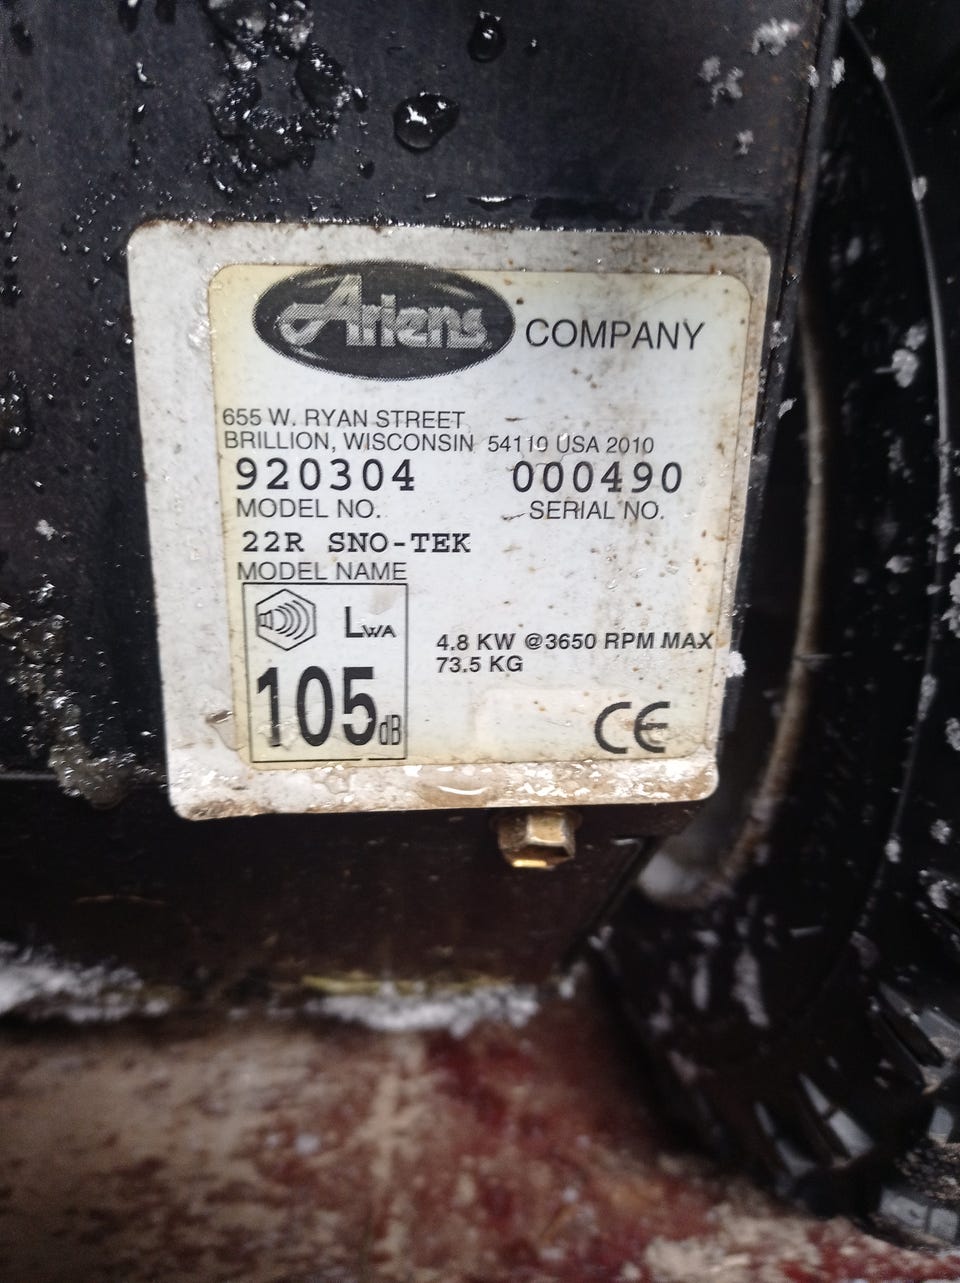 Ariens COMPANY
655 W. RYAN STREET
BRILLION, WISCONSIN 54110 USA 2010
920304 000490
MODEL NO. SERIAL NO.
22R SNO-TEK
MODEL NAME
LWA
4.8 KW @3650 RPM MAX
73.5 KG
105dB
CE